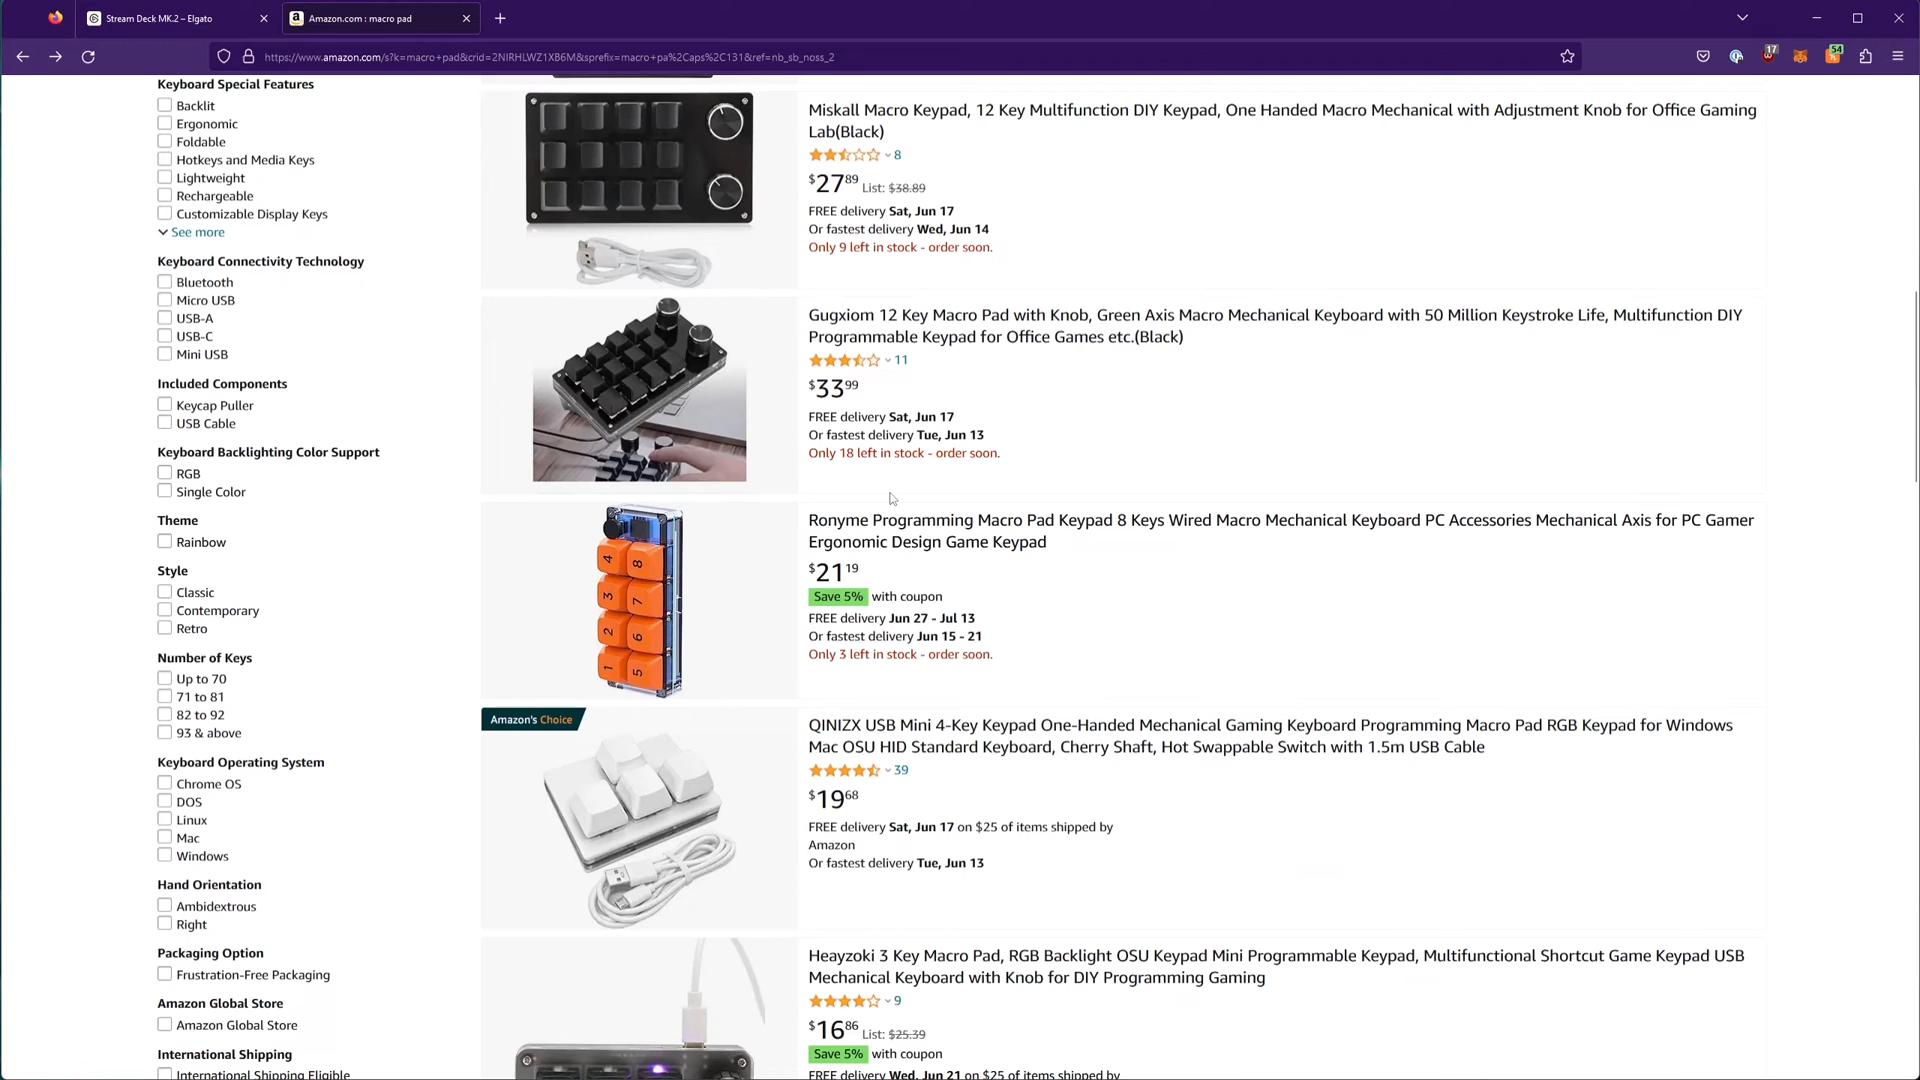 Stream Deck MK.2 – Elgato
Amazon.com : macro pad
https://www.amazon.com/s?k=macro+pad&crid=2NIRHLWZ1XB6M&sprefix=macro+pa%2Caps%2C131&ref=nb_sb_noss_2
17
54
Keyboard Special Features
Backlit
Ergonomic
Foldable
Hotkeys and Media Keys
Lightweight
Rechargeable
Customizable Display Keys
See more
Keyboard Connectivity Technology
Bluetooth
Micro USB
USB-A
USB-C
Mini USB
Included Components
Keycap Puller
USB Cable
Keyboard Backlighting Color Support
RGB
Single Color
Theme
Rainbow
Style
Classic
Contemporary
Retro
Number of Keys
Up to 70
71 to 81
82 to 92
93 & above
Keyboard Operating System
Chrome OS
DOS
Linux
Mac
Windows
Hand Orientation
Ambidextrous
Right
Packaging Option
Frustration-Free Packaging
Amazon Global Store
Amazon Global Store
International Shipping
International Shipping Eligible
Miskall Macro Keypad, 12 Key Multifunction DIY Keypad, One Handed Macro Mechanical with Adjustment Knob for Office Gaming
Lab(Black)
8
$27 89 List: $38.89
FREE delivery Sat, Jun 17
Or fastest delivery Wed, Jun 14
Only 9 left in stock - order soon.
Gugxiom 12 Key Macro Pad with Knob, Green Axis Macro Mechanical Keyboard with 50 Million Keystroke Life, Multifunction DIY
Programmable Keypad for Office Games etc.(Black)
11
$33 99
FREE delivery Sat, Jun 17
Or fastest delivery Tue, Jun 13
Only 18 left in stock - order soon.
4 8
3 7
2 6
1 5
Ronyme Programming Macro Pad Keypad 8 Keys Wired Macro Mechanical Keyboard PC Accessories Mechanical Axis for PC Gamer
Ergonomic Design Game Keypad
$21 19
Save 5% with coupon
FREE delivery Jun 27 - Jul 13
Or fastest delivery Jun 15 - 21
Only 3 left in stock - order soon.
Amazon's Choice
QINIZX USB Mini 4-Key Keypad One-Handed Mechanical Gaming Keyboard Programming Macro Pad RGB Keypad for Windows
Mac OSU HID Standard Keyboard, Cherry Shaft, Hot Swappable Switch with 1.5m USB Cable
39
$19 68
FREE delivery Sat, Jun 17 on $25 of items shipped by
Amazon
Or fastest delivery Tue, Jun 13
Heayzoki 3 Key Macro Pad, RGB Backlight OSU Keypad Mini Programmable Keypad, Multifunctional Shortcut Game Keypad USB
Mechanical Keyboard with Knob for DIY Programming Gaming
9
$16 86 List: $25.39
Save 5% with coupon
FREE delivery Wed, Jun 21 on $25 of items shipped by